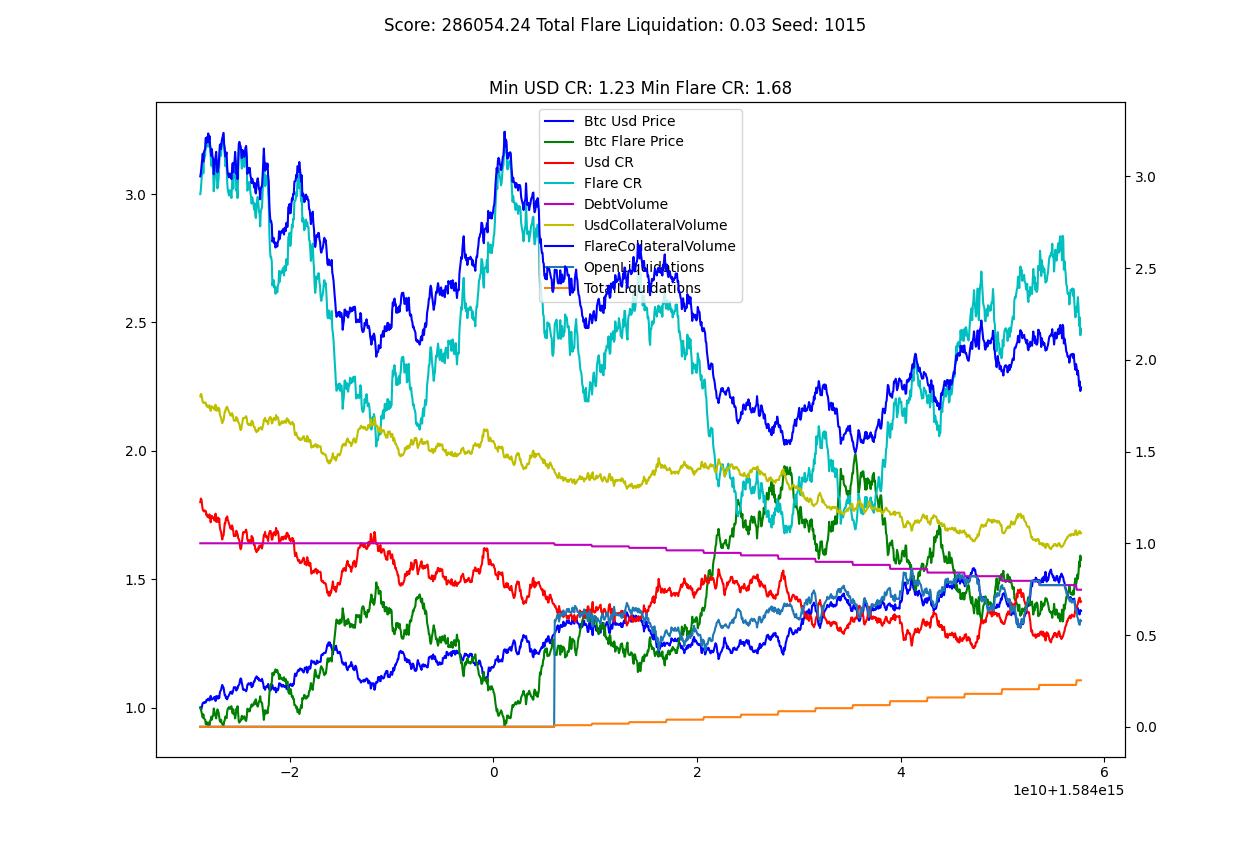 Score: 286054.24 Total Flare Liquidation: 0.03 Seed: 1015
Min USD CR: 1.23 Min Flare CR: 1.68
Btc Usd Price
Btc Flare Price
Usd CR
Flare CR
DebtVolume
UsdCollateralVolume
FlareCollateralVolume
OpenLiquidations
TotalLiquidations
3.0
2.5
2.0
1.5
1.0
3.0
2.5
2.0
1.5
1.0
0.5
0.0
−2
0
2
4
6
1e10+1.584e15